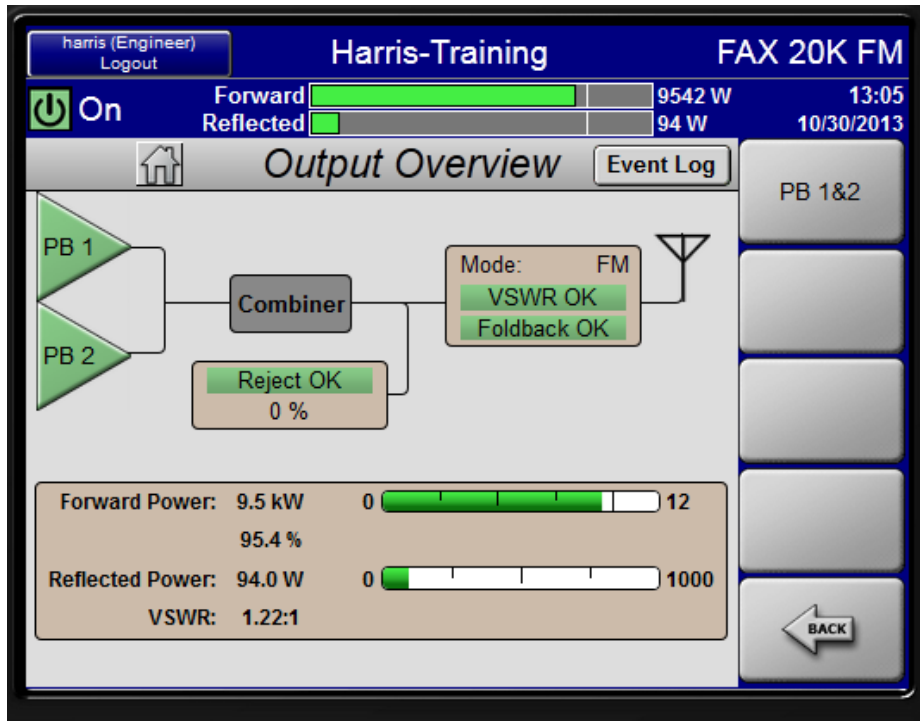 harris (Engineer)
Logout
Harris-Training
FAX 20K FM
On
Forward
9542 W
13:05
Reflected
94 W
10/30/2013
Output Overview
Event Log
PB 1&2
PB 1
Mode: FM
VSWR OK
Combiner
Foldback OK
PB 2
Reject OK
0 %
Forward Power: 9.5 kW 0 12
95.4 %
Reflected Power: 94.0 W 0 1000
VSWR: 1.22:1
BACK